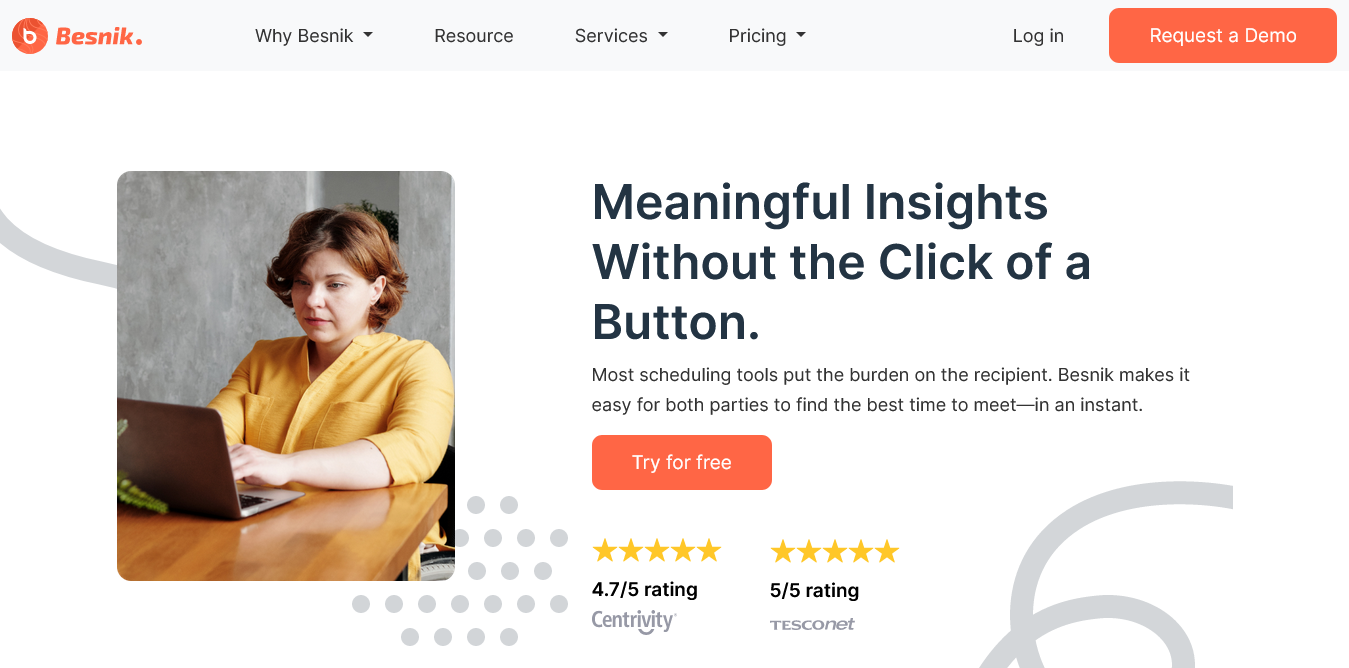 Besnik.
Why Besnik
Resource
Services
Pricing
Log in
Request a Demo
Meaningful Insights
Without the Click of a
Button.
Most scheduling tools put the burden on the recipient. Besnik makes it
easy for both parties to find the best time to meet—in an instant.
Try for free
4.7/5 rating
5/5 rating
Centrivity
TESCOnet